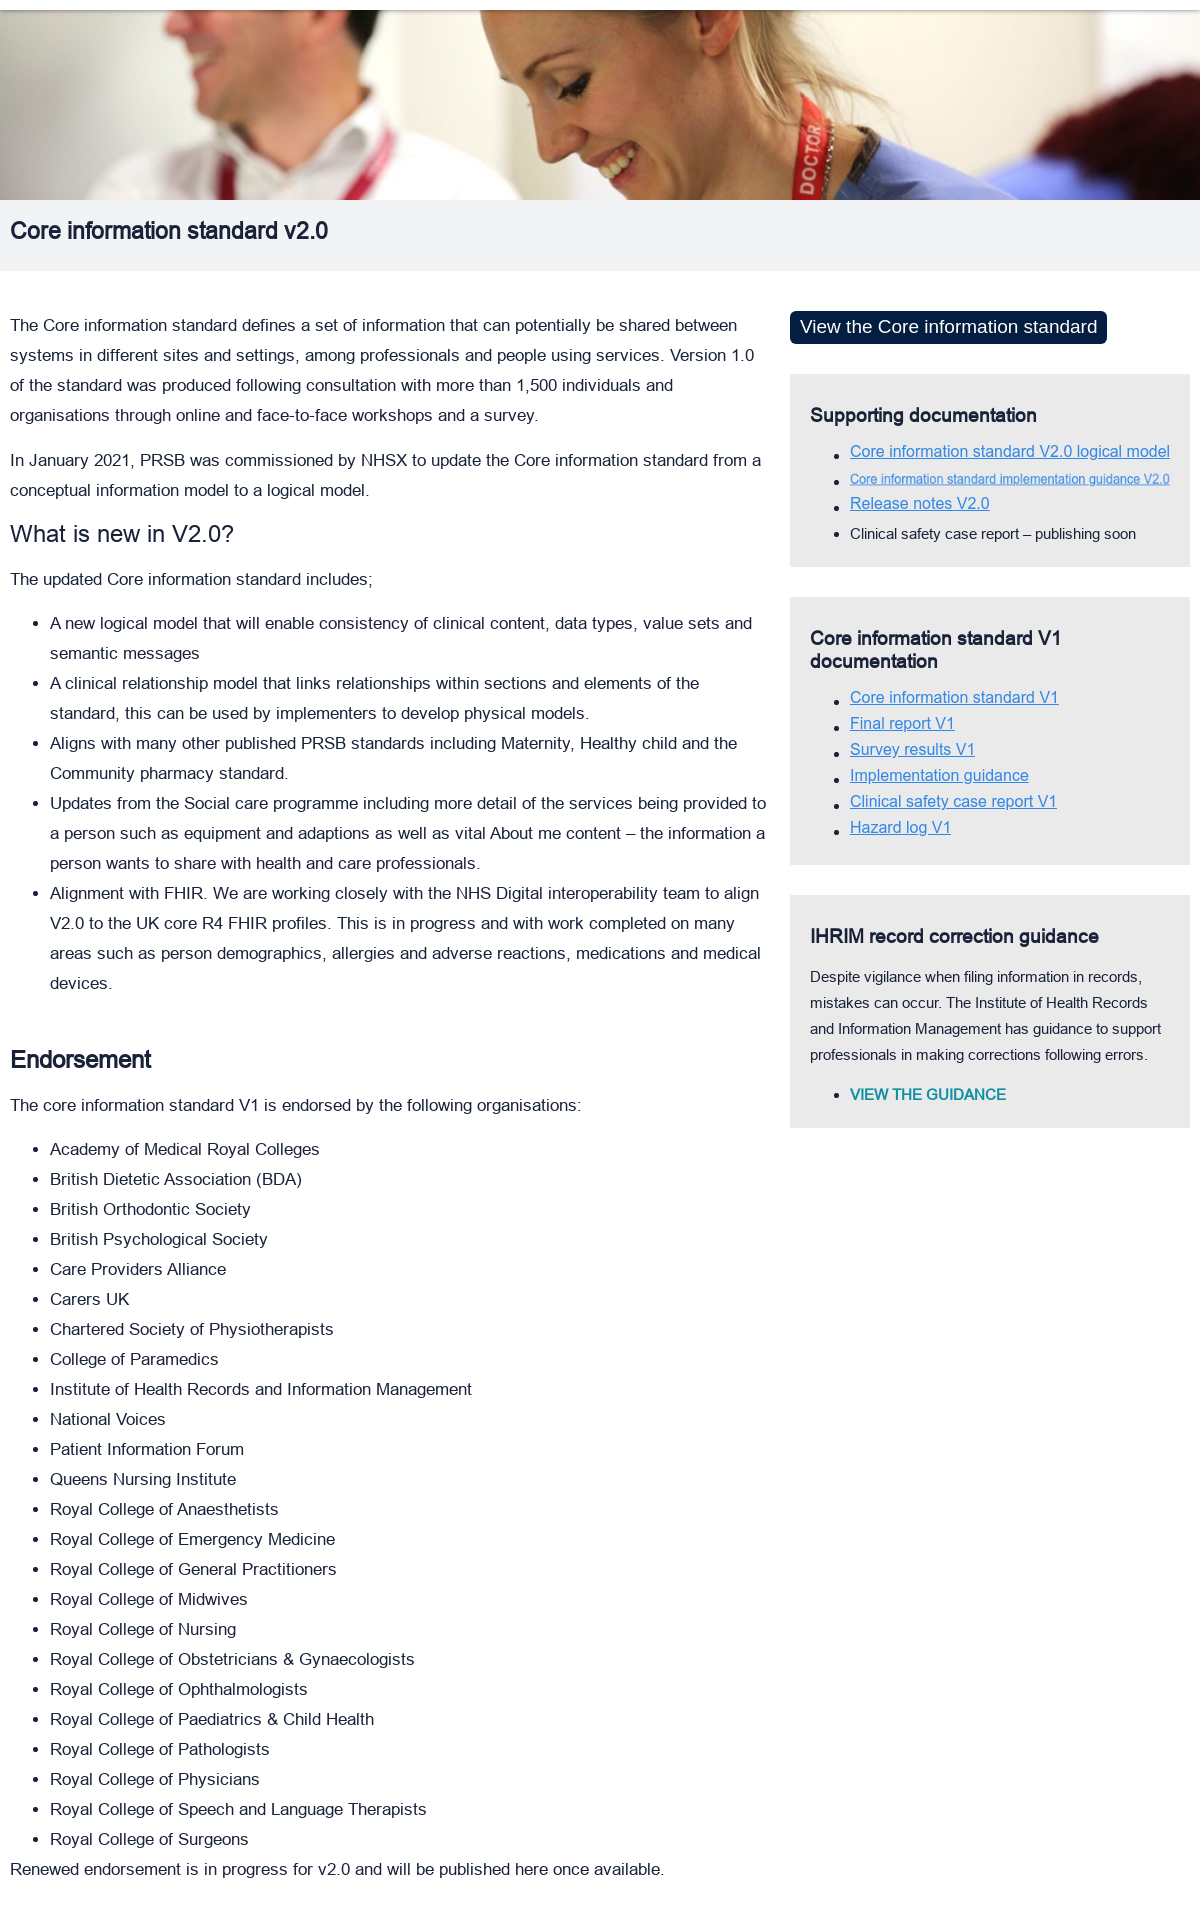 DOCTOR
Core information standard v2.0
The Core information standard defines a set of information that can potentially be shared between
systems in different sites and settings, among professionals and people using services. Version 1.0
of the standard was produced following consultation with more than 1,500 individuals and
organisations through online and face-to-face workshops and a survey.
In January 2021, PRSB was commissioned by NHSX to update the Core information standard from a
conceptual information model to a logical model.
What is new in V2.0?
The updated Core information standard includes;
• A new logical model that will enable consistency of clinical content, data types, value sets and
semantic messages
• A clinical relationship model that links relationships within sections and elements of the
standard, this can be used by implementers to develop physical models.
• Aligns with many other published PRSB standards including Maternity, Healthy child and the
Community pharmacy standard.
• Updates from the Social care programme including more detail of the services being provided to
a person such as equipment and adaptions as well as vital About me content – the information a
person wants to share with health and care professionals.
• Alignment with FHIR. We are working closely with the NHS Digital interoperability team to align
V2.0 to the UK core R4 FHIR profiles. This is in progress and with work completed on many
areas such as person demographics, allergies and adverse reactions, medications and medical
devices.
Endorsement
The core information standard V1 is endorsed by the following organisations:
• Academy of Medical Royal Colleges
• British Dietetic Association (BDA)
• British Orthodontic Society
• British Psychological Society
• Care Providers Alliance
• Carers UK
• Chartered Society of Physiotherapists
• College of Paramedics
• Institute of Health Records and Information Management
• National Voices
• Patient Information Forum
• Queens Nursing Institute
• Royal College of Anaesthetists
• Royal College of Emergency Medicine
• Royal College of General Practitioners
• Royal College of Midwives
• Royal College of Nursing
• Royal College of Obstetricians & Gynaecologists
• Royal College of Ophthalmologists
• Royal College of Paediatrics & Child Health
• Royal College of Pathologists
• Royal College of Physicians
• Royal College of Speech and Language Therapists
• Royal College of Surgeons
Renewed endorsement is in progress for v2.0 and will be published here once available.
View the Core information standard
Supporting documentation
• Core information standard V2.0 logical model
• Core information standard implementation guidance V2.0
• Release notes V2.0
• Clinical safety case report – publishing soon
Core information standard V1
documentation
• Core information standard V1
• Final report V1
• Survey results V1
• Implementation guidance
• Clinical safety case report V1
• Hazard log V1
IHRIM record correction guidance
Despite vigilance when filing information in records,
mistakes can occur. The Institute of Health Records
and Information Management has guidance to support
professionals in making corrections following errors.
• VIEW THE GUIDANCE